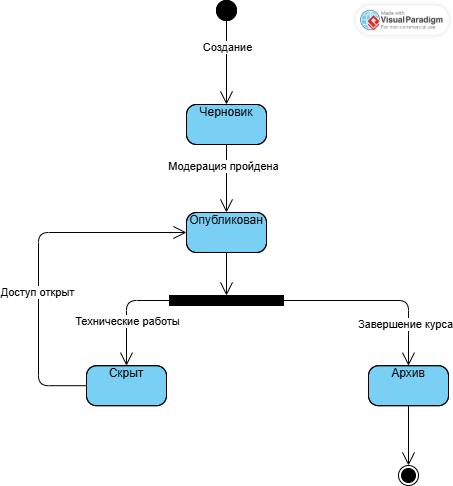 Made with
Visual Paradigm
For non-commercial use
Создание
Черновик
Модерация пройдена
Опубликован
Доступ открыт
Технические работы
Завершение курса
Скрыт
Архив